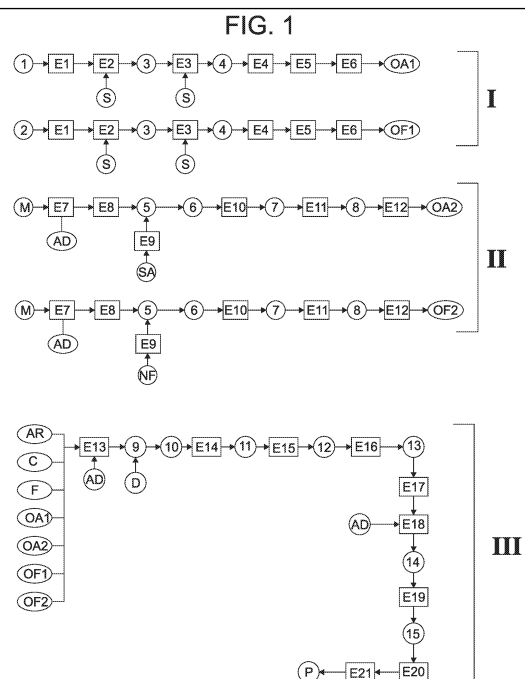 FIG. 1
1 E1 E2 3 E3 4 E4 E5 E6 OA1
S S
I
2 E1 E2 3 E3 4 E4 E5 E6 OF1
S S
M E7 E8 5 6 E10 7 E11 8 E12 OA2
AD E9
SA
II
M E7 E8 5 6 E10 7 E11 8 E12 OF2
AD E9
NF
AR
E13 9 10 E14 11 E15 12 E16 13
C
AD D
E17
F
OA1
AD E18
III
OA2
14
OF1
E19
OF2
15
P E21 E20